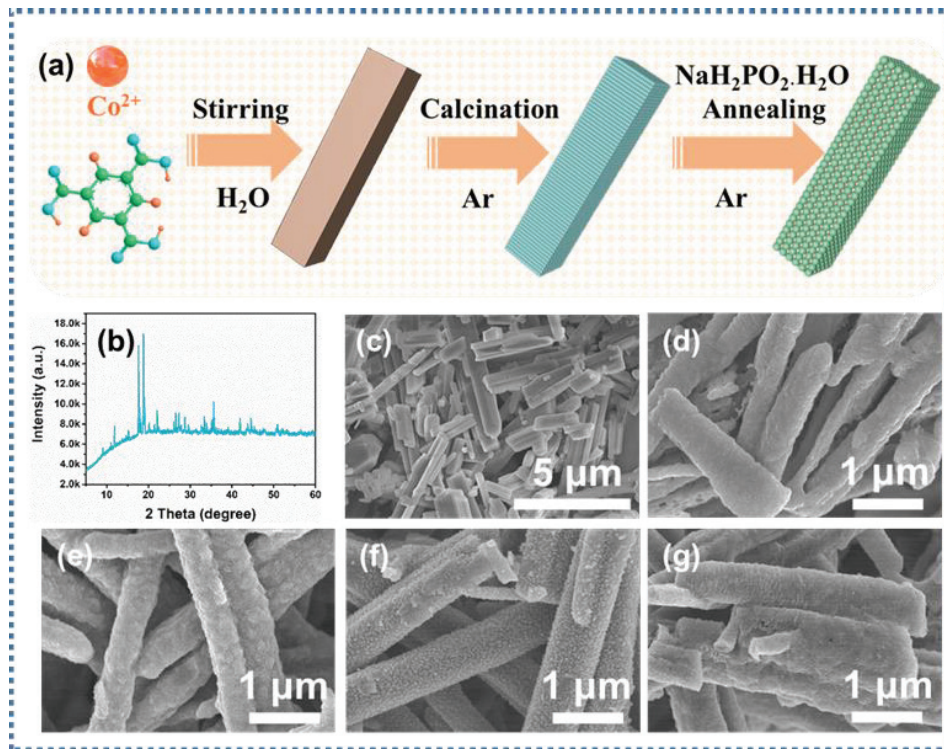 (a)
Co²⁺
Stirring
H₂O
Calcination
Ar
NaH₂PO₂.H₂O
Annealing
Ar
(b)
18.0k
16.0k
14.0k
12.0k
10.0k
8.0k
6.0k
4.0k
2.0k
Intensity (a.u.)
10 20 30 40 50 60
2 Theta (degree)
(c)
5 μm
(d)
1 μm
(e)
1 μm
(f)
1 μm
(g)
1 μm